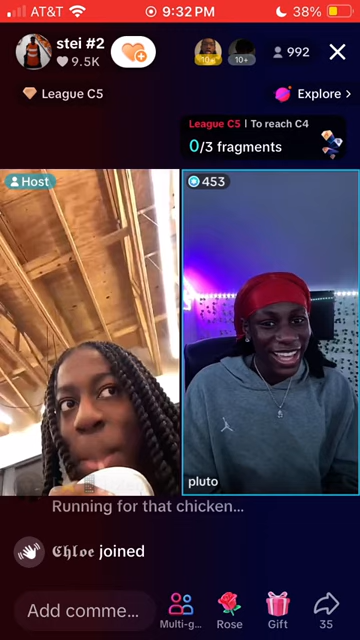 AT&T 9:32 PM 38%
stei #2
9.5K
10+ 10+ 992
League C5
Explore >
League C5 | To reach C4
0/3 fragments
Host
453
pluto
Running for that chicken...
𝕮𝖍𝖑𝖔𝖊 joined
Add comme...
Multi-g...
Rose
Gift
35